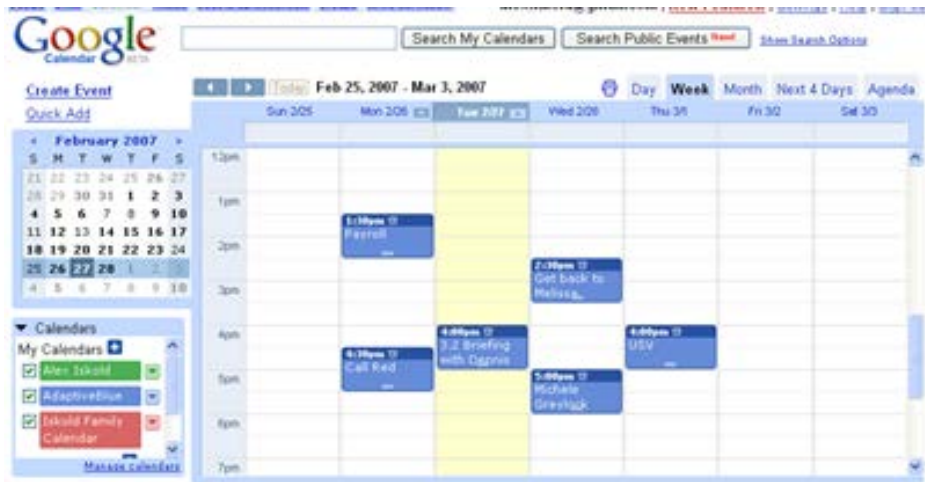 Google
Calendar BETA
Search My Calendars
Search Public Events New!
Show Search Options
Create Event
Quick Add
Today
Feb 25, 2007 - Mar 3, 2007
Day Week Month Next 4 Days Agenda
Sun 2/25 Mon 2/26 Tue 2/27 Wed 2/28 Thu 3/1 Fri 3/2 Sat 3/3
« February 2007 »
S M T W T F S
21 22 23 24 25 26 27
28 29 30 31 1 2 3
4 5 6 7 8 9 10
11 12 13 14 15 16 17
18 19 20 21 22 23 24
25 26 27 28 1 2 3
4 5 6 7 8 9 10
12pm
1pm
1:30pm
Payroll
2pm
2:30pm
Get back to
Melissa
3pm
4pm
4:00pm
3.2 Briefing
with Dennis
4:00pm
USV
4:30pm
Call Red
5pm
5:00pm
Michele
Greylock
6pm
7pm
Calendars
My Calendars
Alex Iskold
AdaptiveBlue
Iskold Family
Calendar
Manage calendars